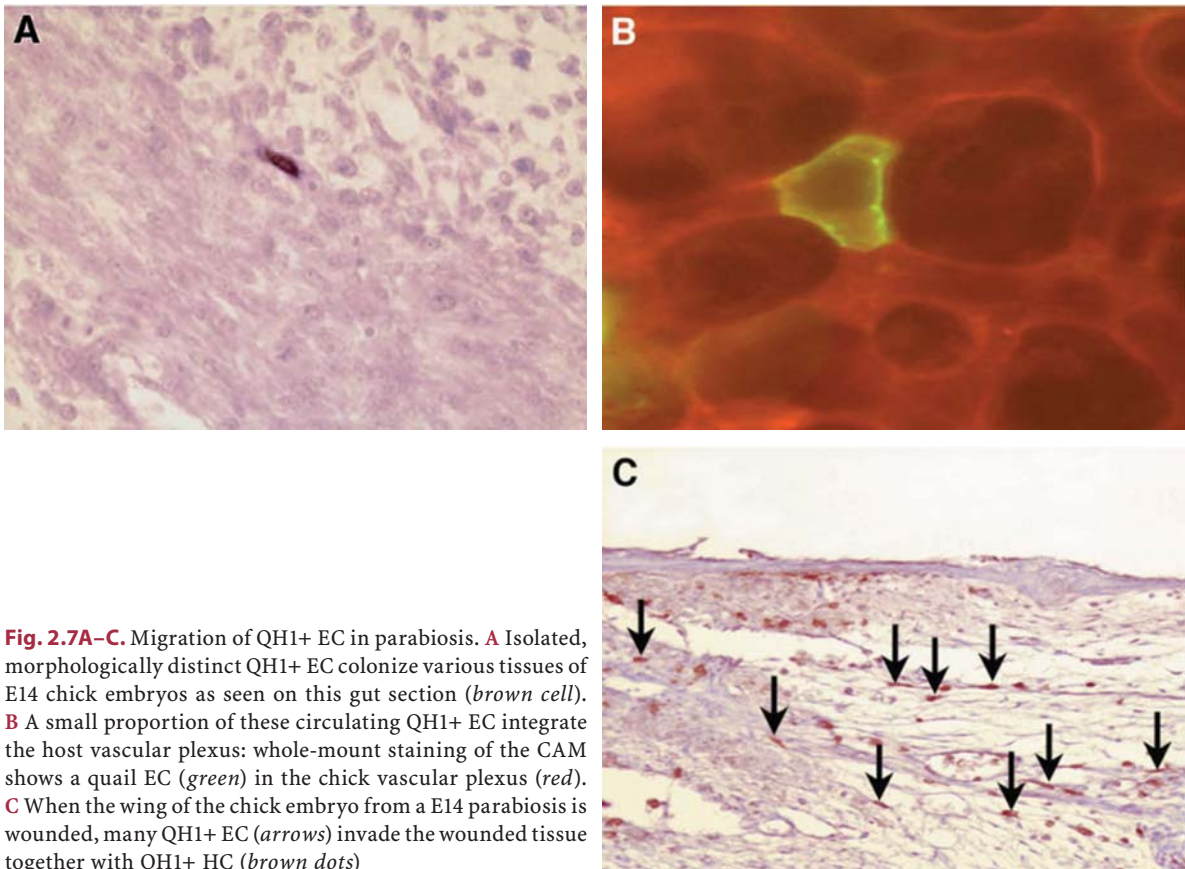 A
B
C
Fig. 2.7A–C. Migration of QH1+ EC in parabiosis. A Isolated,
morphologically distinct QH1+ EC colonize various tissues of
E14 chick embryos as seen on this gut section (brown cell).
B A small proportion of these circulating QH1+ EC integrate
the host vascular plexus: whole-mount staining of the CAM
shows a quail EC (green) in the chick vascular plexus (red).
C When the wing of the chick embryo from a E14 parabiosis is
wounded, many QH1+ EC (arrows) invade the wounded tissue
together with QH1+ HC (brown dots)